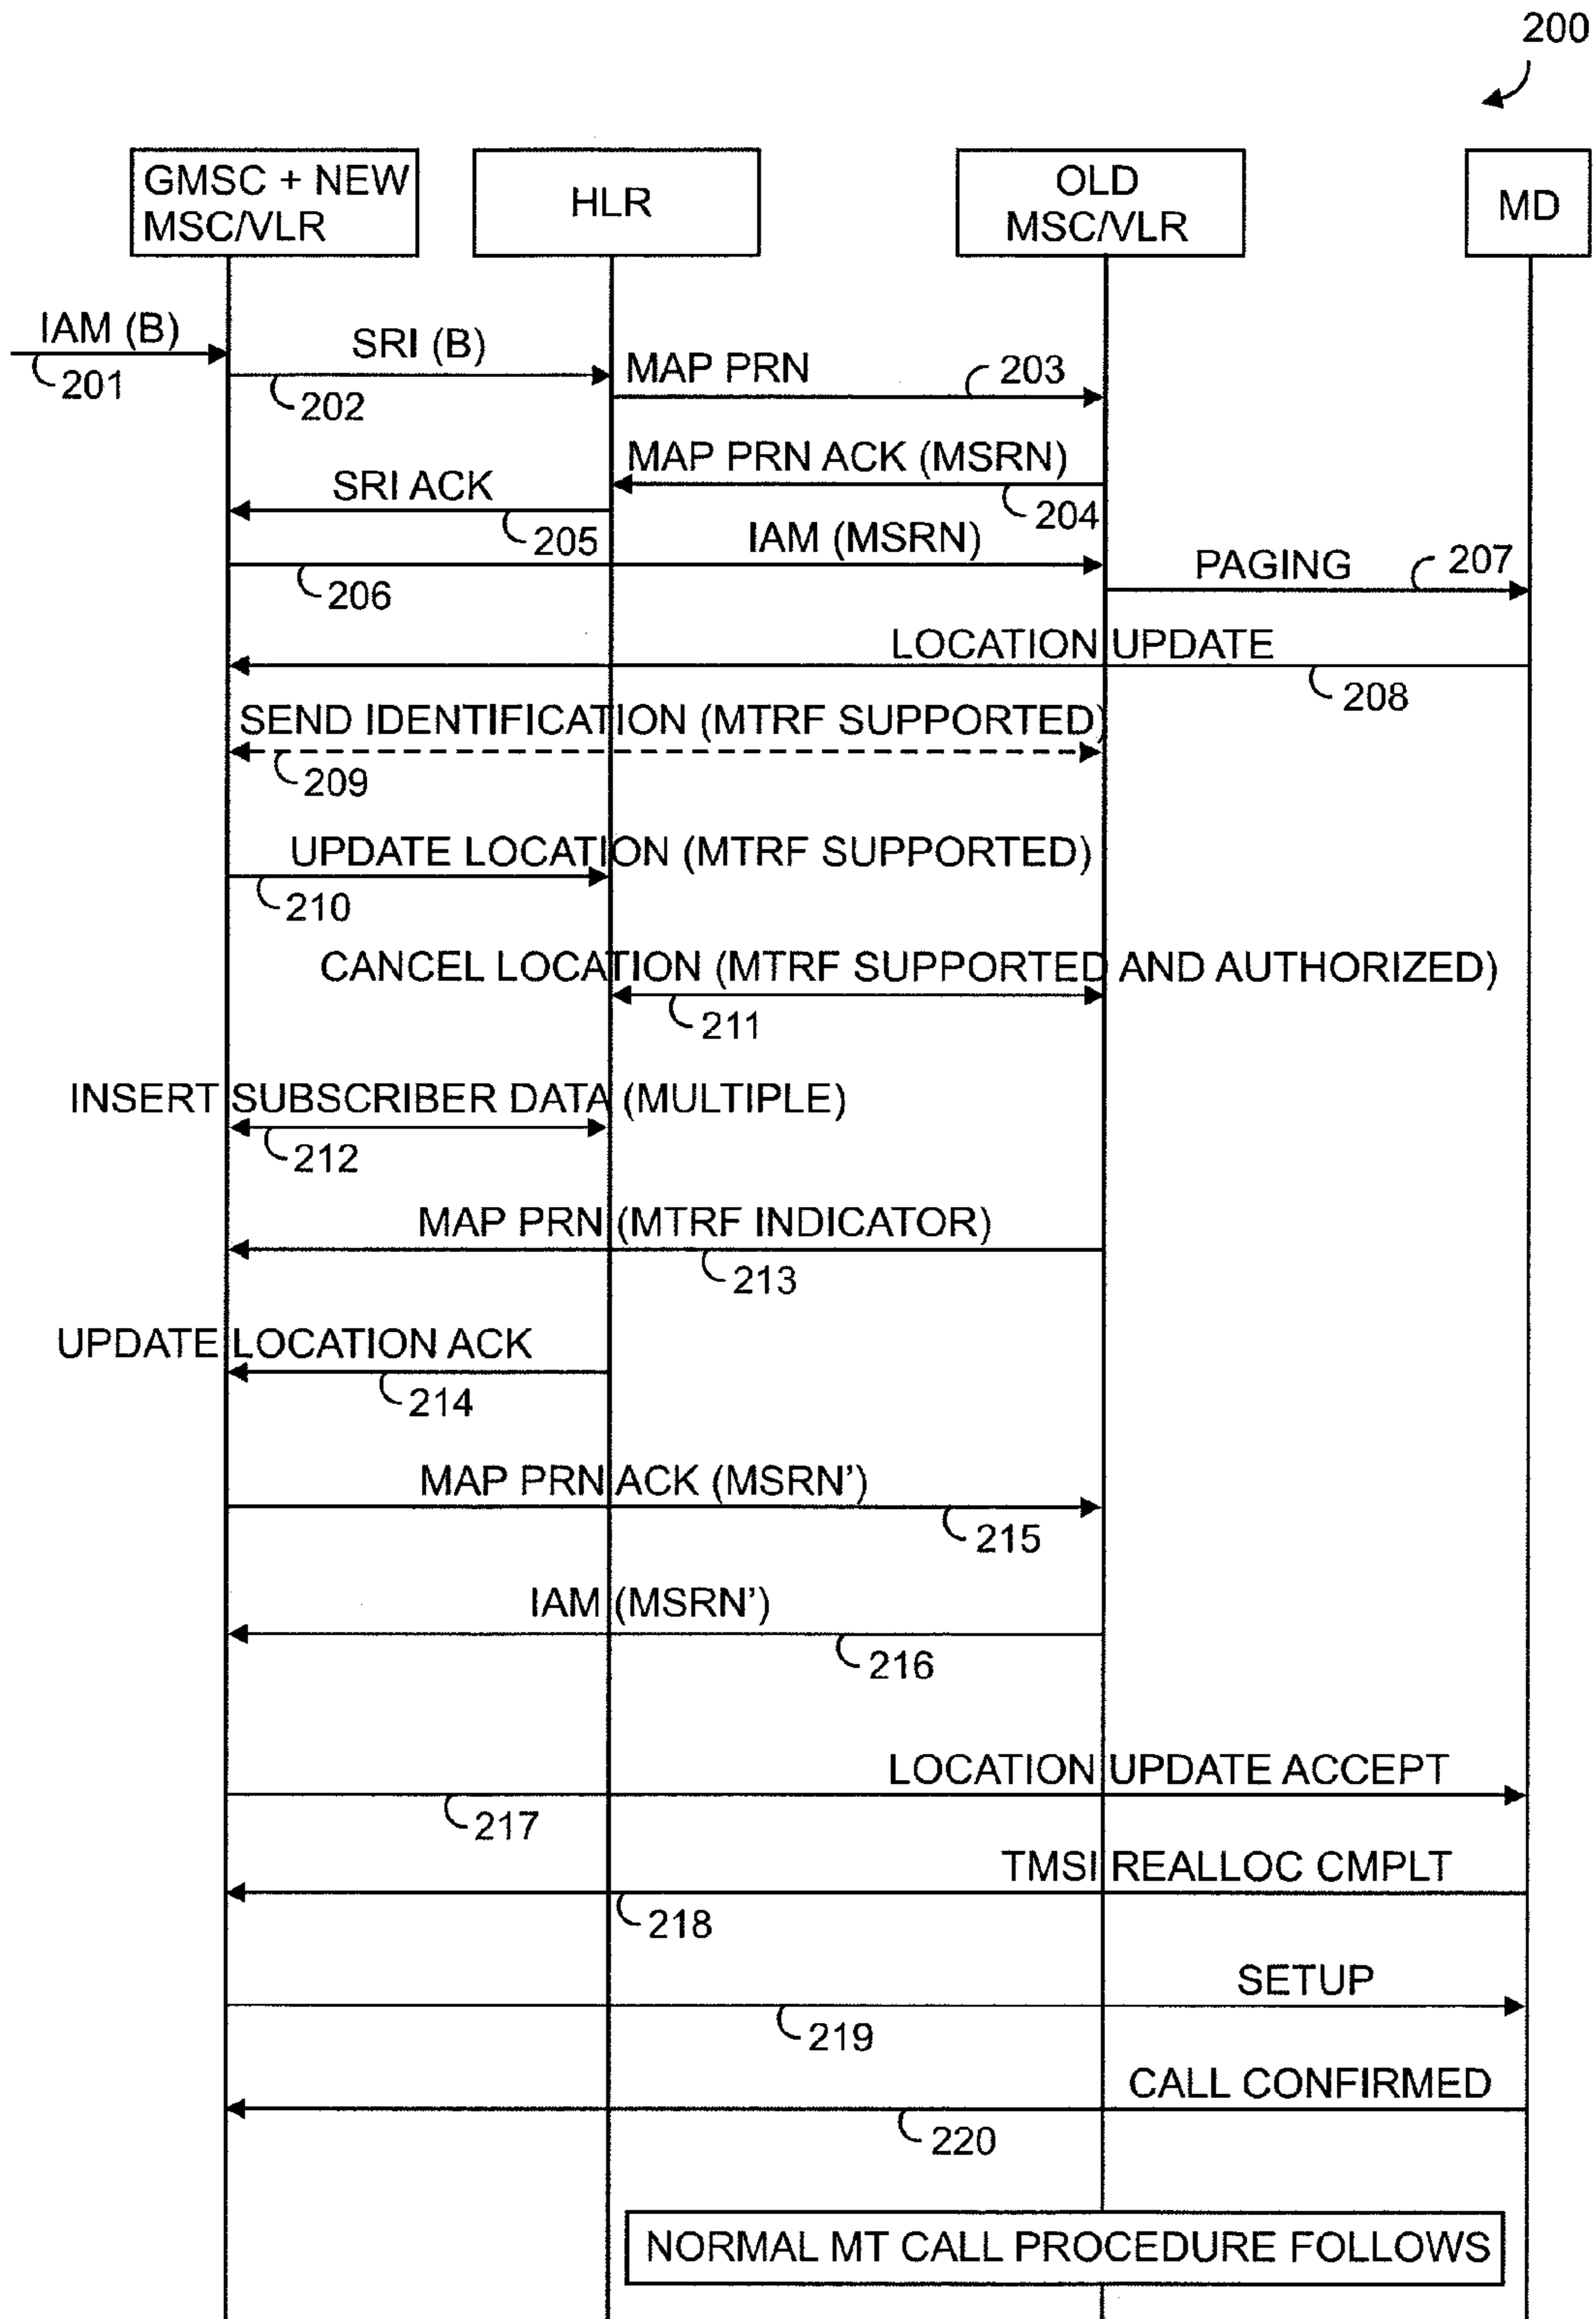 200
GMSC + NEW
MSC/VLR
HLR
OLD
MSC/VLR
MD
IAM (B)
201
SRI (B)
202
MAP PRN
203
MAP PRN ACK (MSRN)
204
SRI ACK
205
IAM (MSRN)
206
PAGING
207
LOCATION UPDATE
208
SEND IDENTIFICATION (MTRF SUPPORTED)
209
UPDATE LOCATION (MTRF SUPPORTED)
210
CANCEL LOCATION (MTRF SUPPORTED AND AUTHORIZED)
211
INSERT SUBSCRIBER DATA (MULTIPLE)
212
MAP PRN (MTRF INDICATOR)
213
UPDATE LOCATION ACK
214
MAP PRN ACK (MSRN')
215
IAM (MSRN')
216
LOCATION UPDATE ACCEPT
217
TMSI REALLOC CMPLT
218
SETUP
219
CALL CONFIRMED
220
NORMAL MT CALL PROCEDURE FOLLOWS